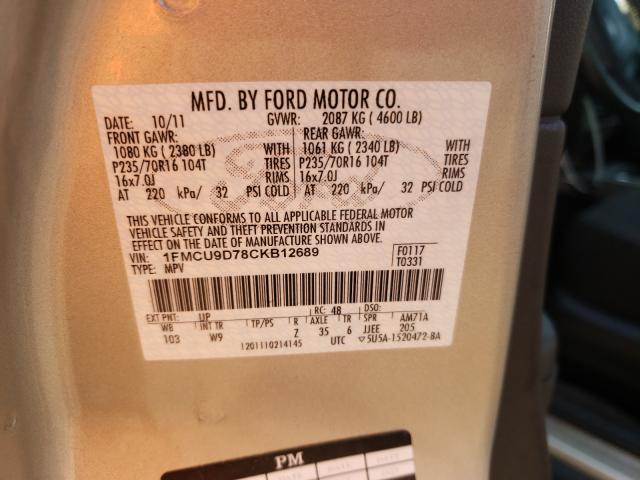 MFD. BY FORD MOTOR CO.
DATE: 10/11 GVWR: 2087 KG ( 4600 LB)
FRONT GAWR: REAR GAWR:
1080 KG ( 2380 LB) WITH 1061 KG ( 2340 LB) WITH
P235/70R16 104T TIRES P235/70R16 104T TIRES
16x7.0J RIMS 16x7.0J RIMS
AT 220 kPa/ 32 PSI COLD AT 220 kPa/ 32 PSI COLD
THIS VEHICLE CONFORMS TO ALL APPLICABLE FEDERAL MOTOR
VEHICLE SAFETY AND THEFT PREVENTION STANDARDS IN
EFFECT ON THE DATE OF MANUFACTURE SHOWN ABOVE.
VIN: 1FMCU9D78CKB12689 F0117
TYPE: MPV T0331
EXT PNT: UP RC: 48 DSO:
WB INT TR TP/PS R AXLE TR SPR AM71A
103 W9 Z 35 6 JJEE 205
1201110214145 UTC ▽5U5A-1520472-BA
Ford
PM
DATE DATE DATE